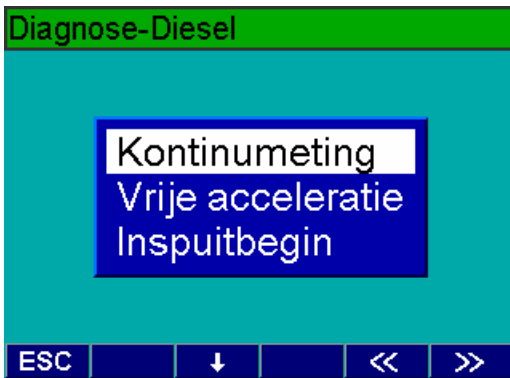 Diagnose-Diesel
Kontinumeting
Vrije acceleratie
Inspuitbegin
ESC ↓ << >>